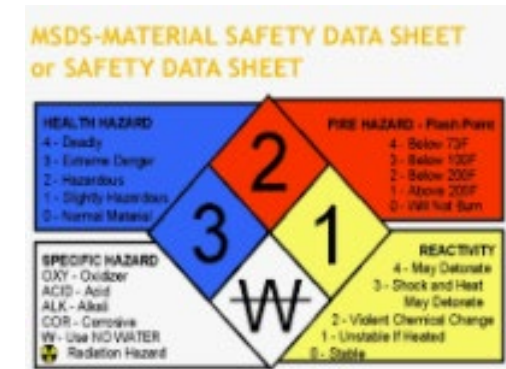 MSDS-MATERIAL SAFETY DATA SHEET
or SAFETY DATA SHEET
HEALTH HAZARD
4 - Deadly
3 - Extreme Danger
2 - Hazardous
1 - Slightly Hazardous
0 - Normal Material
FIRE HAZARD - Flash Point
4 - Below 73F
3 - Below 100F
2 - Below 200F
1 - Above 200F
0 - Will Not Burn
2
3
1
W
SPECIFIC HAZARD
OXY - Oxidizer
ACID - Acid
ALK - Alkali
COR - Corrosive
W - Use NO WATER
Radiation Hazard
REACTIVITY
4 - May Detonate
3 - Shock and Heat
May Detonate
2 - Violent Chemical Change
1 - Unstable If Heated
0 - Stable